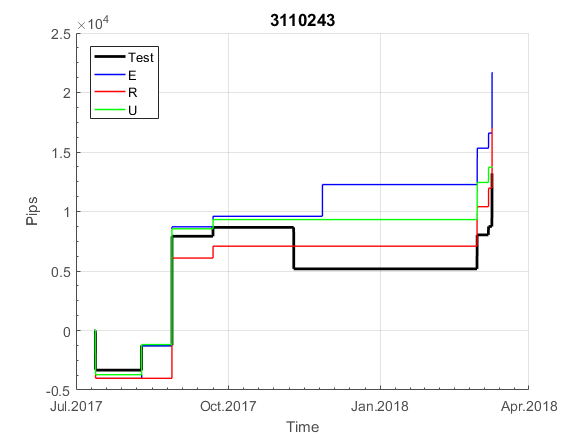 3110243
×10⁴
2.5
2
1.5
1
0.5
0
-0.5
Pips
Test
E
R
U
Jul.2017
Oct.2017
Jan.2018
Apr.2018
Time